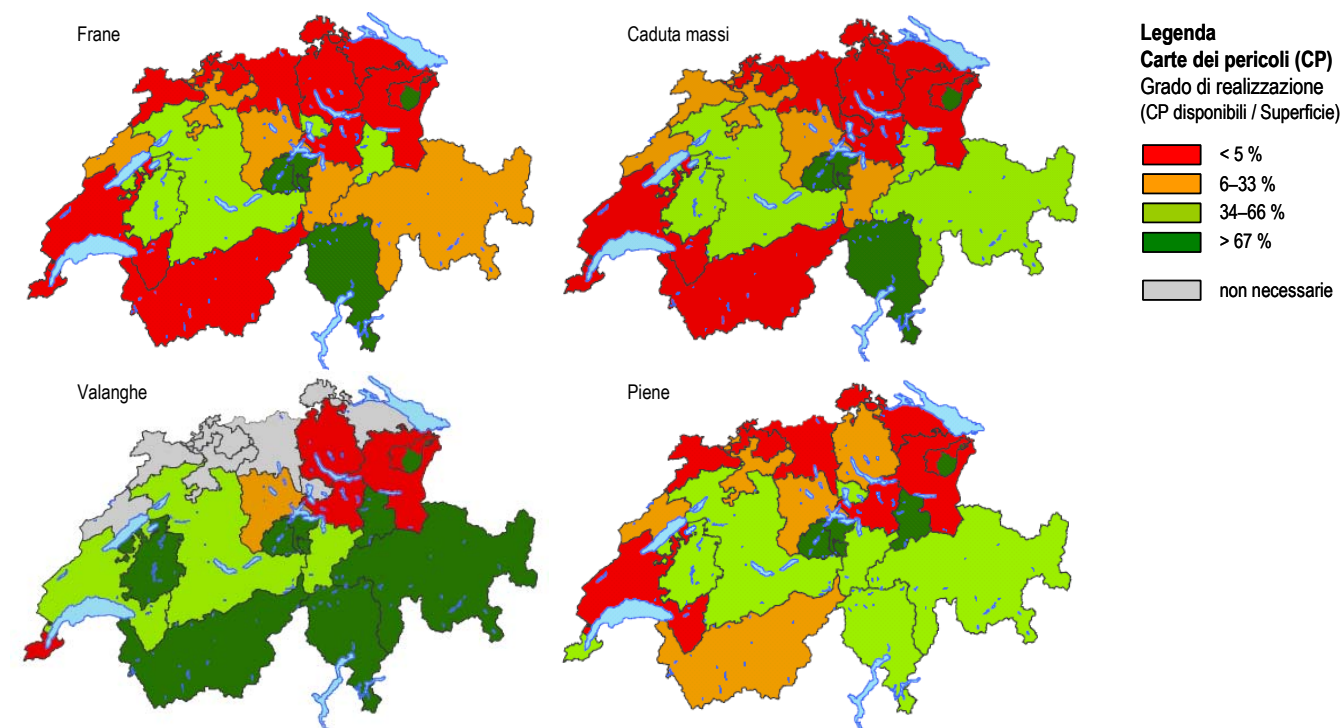 Frane
Caduta massi
Legenda
Carte dei pericoli (CP)
Grado di realizzazione
(CP disponibili / Superficie)
< 5 %
6–33 %
34–66 %
> 67 %
non necessarie
Valanghe
Piene